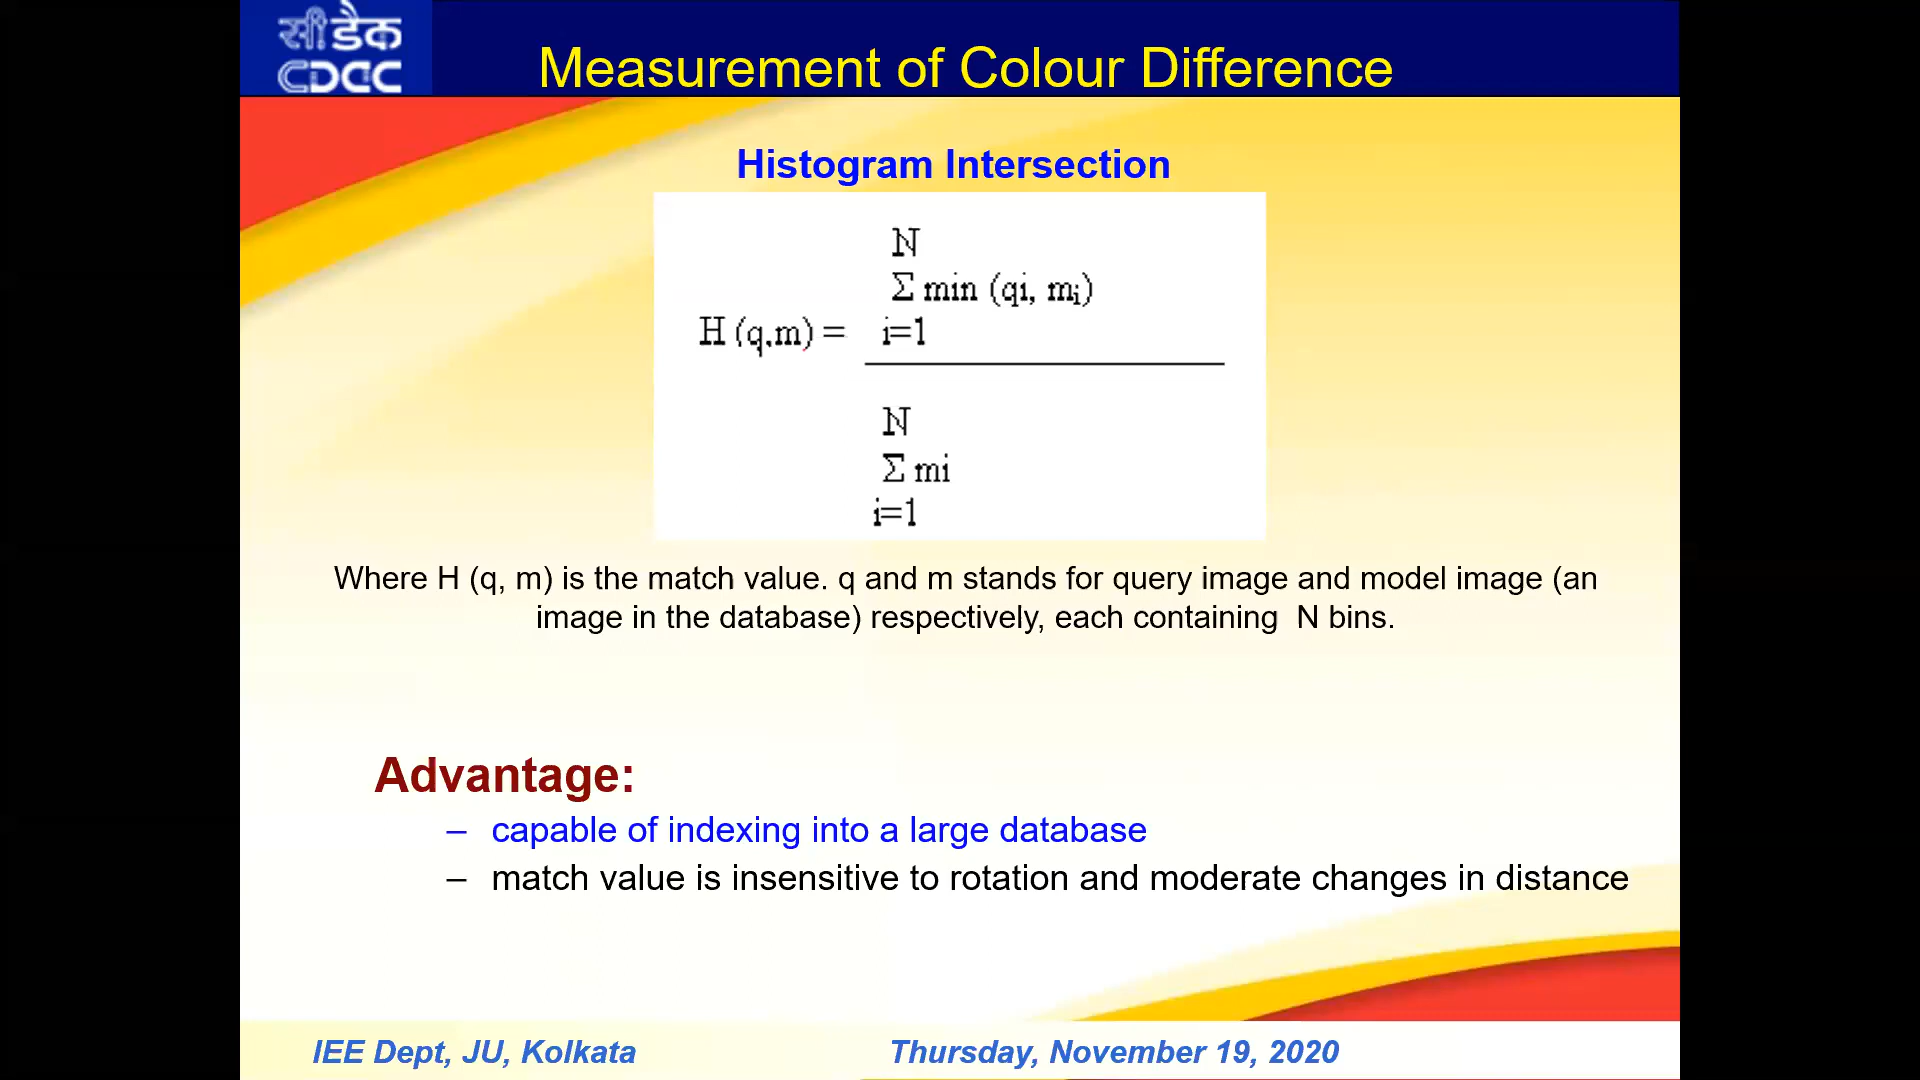 सीडैक
CDAC
Measurement of Colour Difference
Histogram Intersection
N
Σ min (qi, mi)
H (q,m) = i=1
N
Σ mi
i=1
Where H (q, m) is the match value. q and m stands for query image and model image (an
image in the database) respectively, each containing N bins.
Advantage:
– capable of indexing into a large database
– match value is insensitive to rotation and moderate changes in distance
IEE Dept, JU, Kolkata
Thursday, November 19, 2020